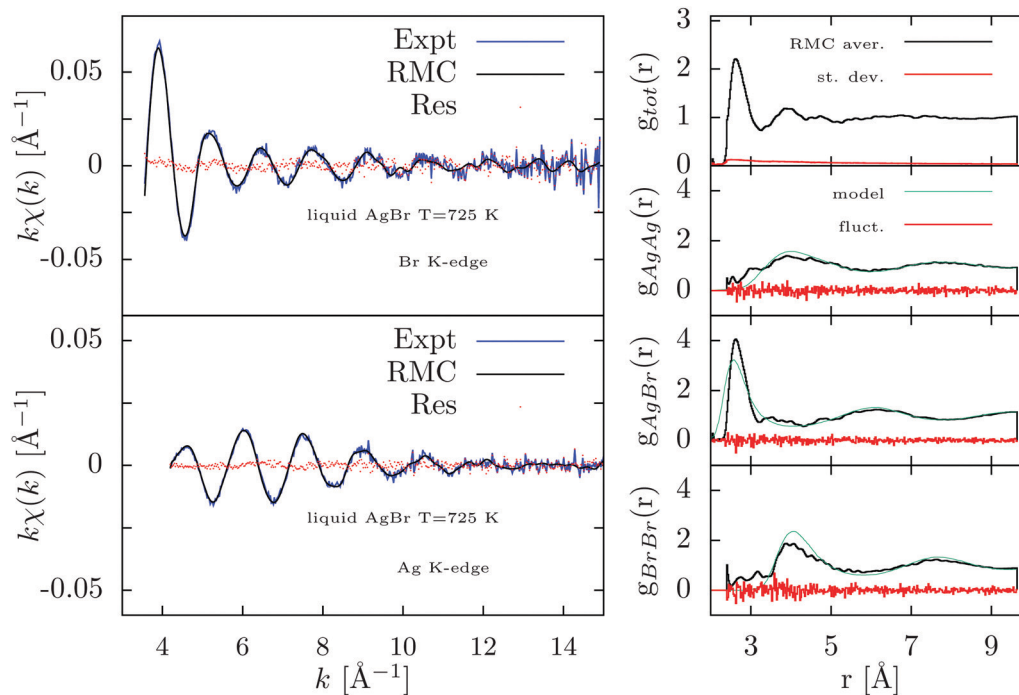 kχ(k) [Å⁻¹]
0.05
0
-0.05
Expt
RMC
Res
liquid AgBr T=725 K
Br K-edge
kχ(k) [Å⁻¹]
0.05
0
-0.05
Expt
RMC
Res
liquid AgBr T=725 K
Ag K-edge
4 6 8 10 12 14
k [Å⁻¹]
g_tot(r)
3
2
1
0
RMC aver.
st. dev.
g_AgAg(r)
4
2
0
model
fluct.
g_AgBr(r)
4
2
0
g_BrBr(r)
4
2
0
3 5 7 9
r [Å]